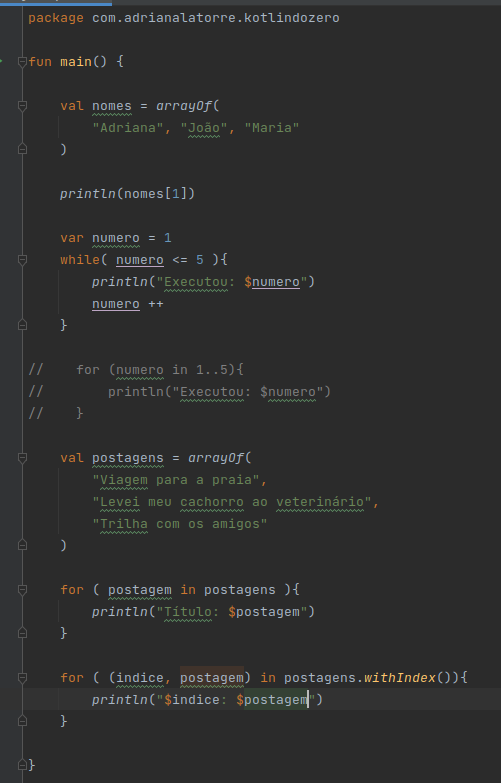 package com.adrianalatorre.kotlindozero
fun main() {
val nomes = arrayOf(
"Adriana", "João", "Maria"
)
println(nomes[1])
var numero = 1
while( numero <= 5 ){
println("Executou: $numero")
numero ++
}
//    for (numero in 1..5){
//        println("Executou: $numero")
//    }
val postagens = arrayOf(
"Viagem para a praia",
"Levei meu cachorro ao veterinário",
"Trilha com os amigos"
)
for ( postagem in postagens ){
println("Título: $postagem")
}
for ( (indice, postagem) in postagens.withIndex()){
println("$indice: $postagem")
}
}